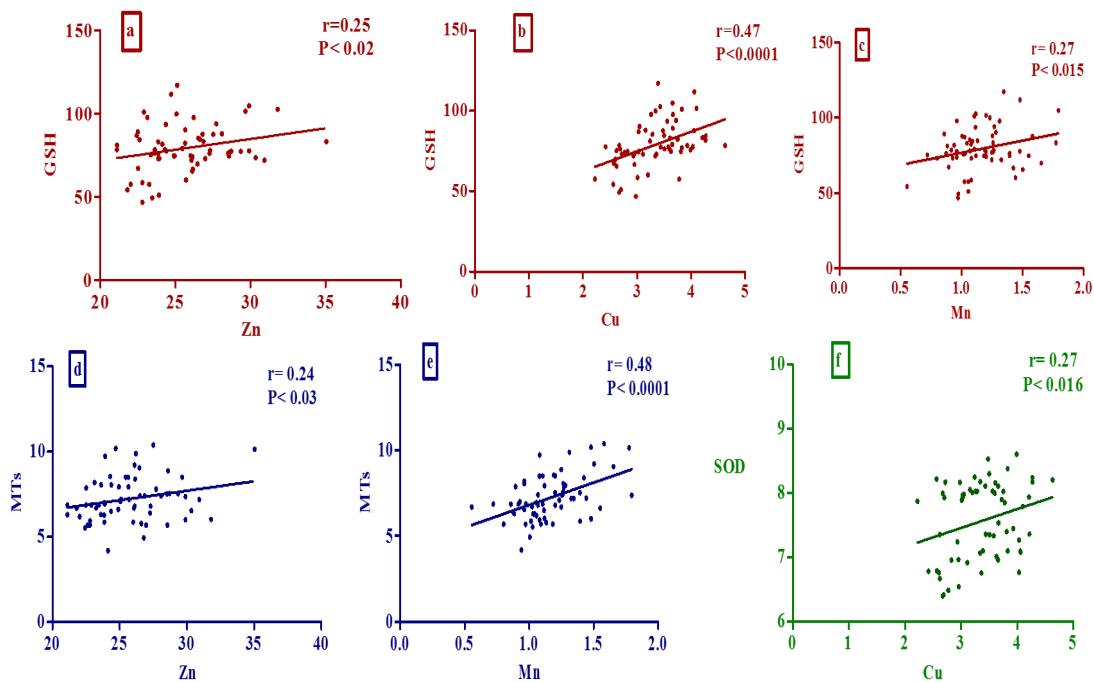 a
r=0.25
P< 0.02
GSH
150
100
50
0
20 25 30 35 40
Zn
b
r=0.47
P<0.0001
GSH
150
100
50
0
0 1 2 3 4 5
Cu
c
r= 0.27
P< 0.015
GSH
150
100
50
0
0.0 0.5 1.0 1.5 2.0
Mn
d
r= 0.24
P< 0.03
MTs
15
10
5
0
20 25 30 35 40
Zn
e
r= 0.48
P< 0.0001
MTs
15
10
5
0
0.0 0.5 1.0 1.5 2.0
Mn
f
r= 0.27
P< 0.016
SOD
10
9
8
7
6
0 1 2 3 4 5
Cu